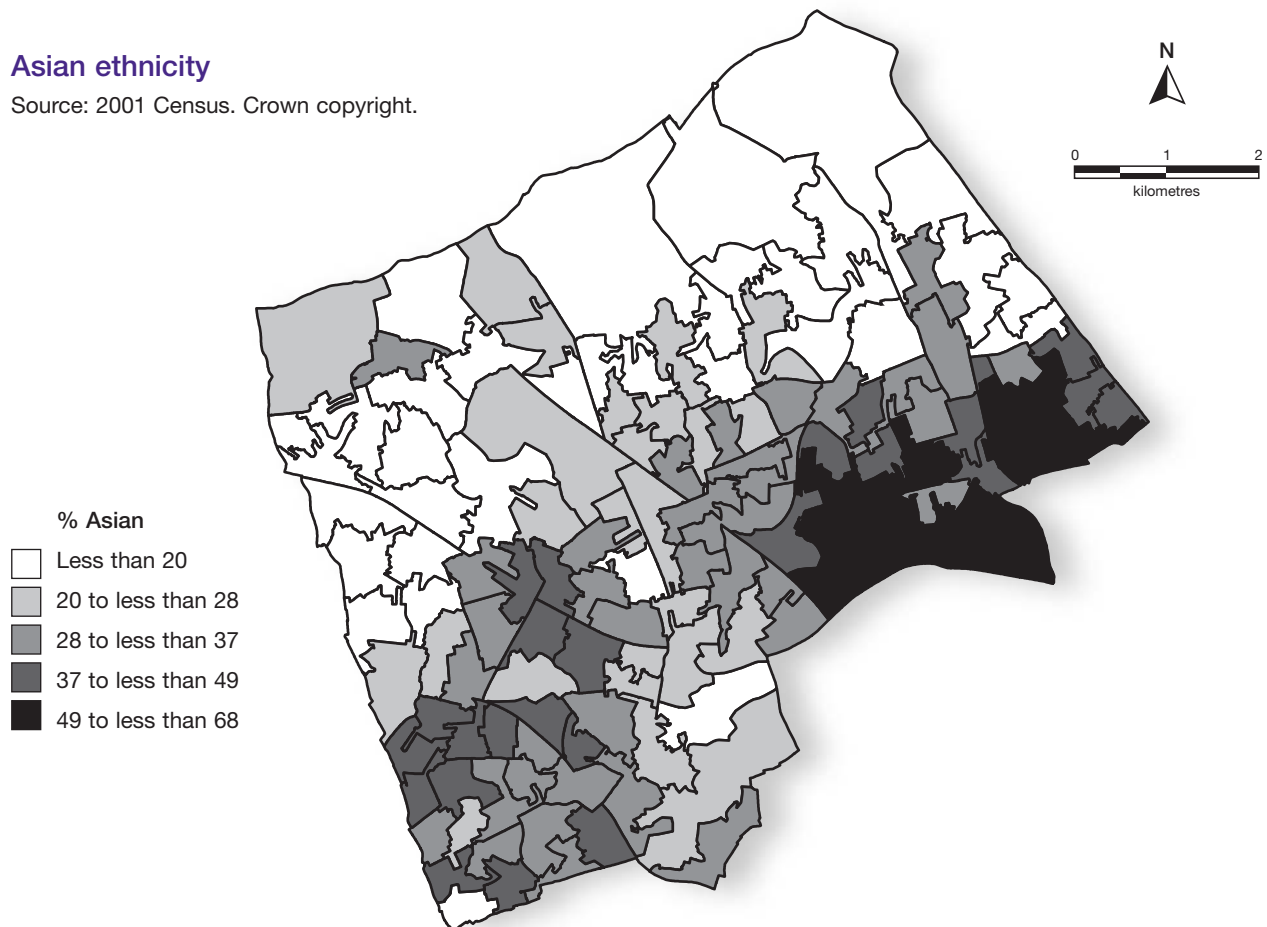 Asian ethnicity
Source: 2001 Census. Crown copyright.
N
0 1 2
kilometres
% Asian
Less than 20
20 to less than 28
28 to less than 37
37 to less than 49
49 to less than 68